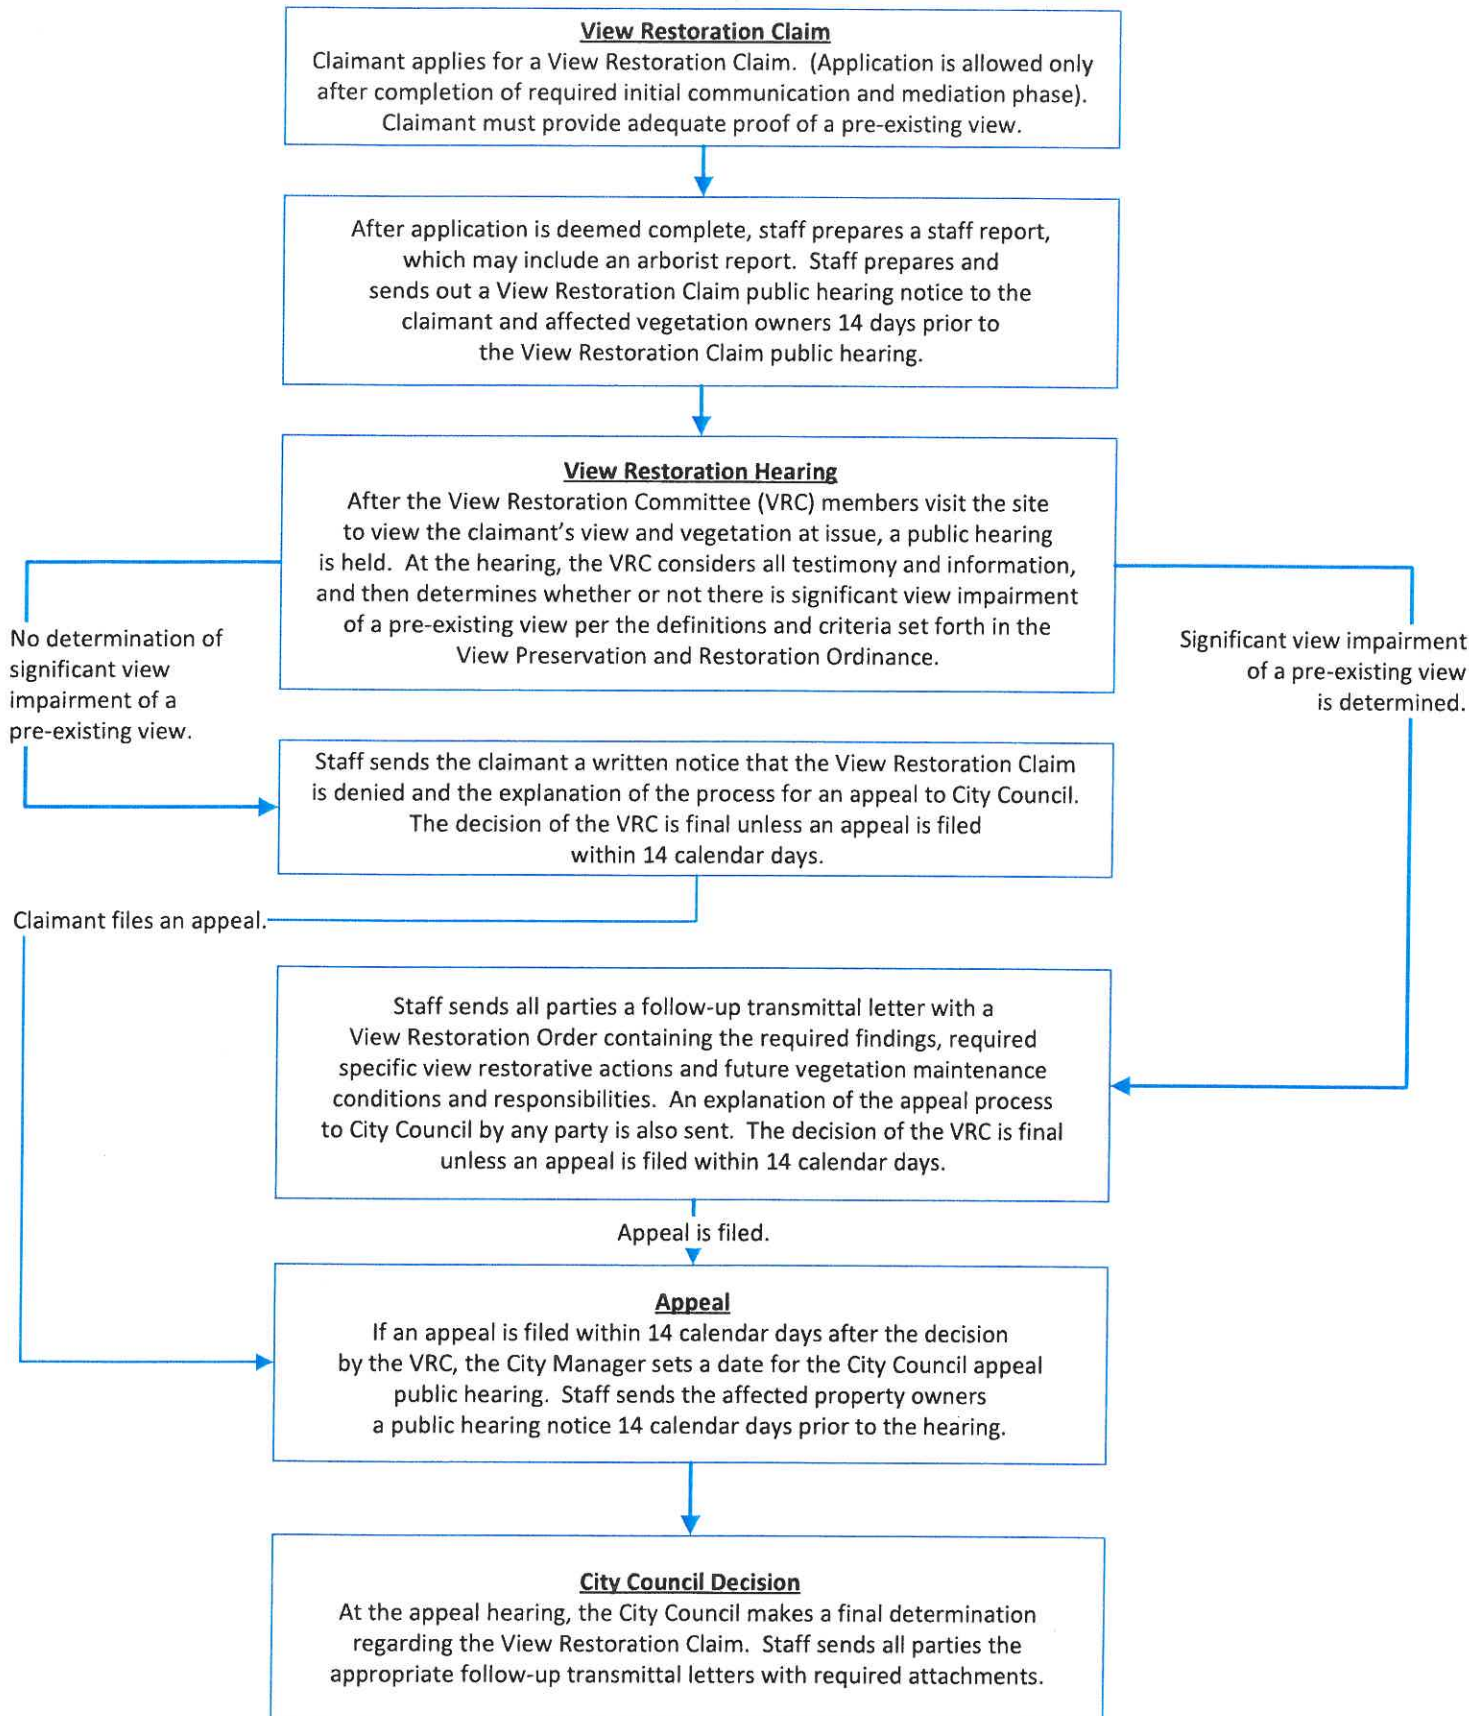 View Restoration Claim
Claimant applies for a View Restoration Claim. (Application is allowed only
after completion of required initial communication and mediation phase).
Claimant must provide adequate proof of a pre-existing view.
After application is deemed complete, staff prepares a staff report,
which may include an arborist report. Staff prepares and
sends out a View Restoration Claim public hearing notice to the
claimant and affected vegetation owners 14 days prior to
the View Restoration Claim public hearing.
View Restoration Hearing
After the View Restoration Committee (VRC) members visit the site
to view the claimant's view and vegetation at issue, a public hearing
is held. At the hearing, the VRC considers all testimony and information,
and then determines whether or not there is significant view impairment
of a pre-existing view per the definitions and criteria set forth in the
View Preservation and Restoration Ordinance.
No determination of
significant view
impairment of a
pre-existing view.
Significant view impairment
of a pre-existing view
is determined.
Staff sends the claimant a written notice that the View Restoration Claim
is denied and the explanation of the process for an appeal to City Council.
The decision of the VRC is final unless an appeal is filed
within 14 calendar days.
Claimant files an appeal.
Staff sends all parties a follow-up transmittal letter with a
View Restoration Order containing the required findings, required
specific view restorative actions and future vegetation maintenance
conditions and responsibilities. An explanation of the appeal process
to City Council by any party is also sent. The decision of the VRC is final
unless an appeal is filed within 14 calendar days.
Appeal is filed.
Appeal
If an appeal is filed within 14 calendar days after the decision
by the VRC, the City Manager sets a date for the City Council appeal
public hearing. Staff sends the affected property owners
a public hearing notice 14 calendar days prior to the hearing.
City Council Decision
At the appeal hearing, the City Council makes a final determination
regarding the View Restoration Claim. Staff sends all parties the
appropriate follow-up transmittal letters with required attachments.